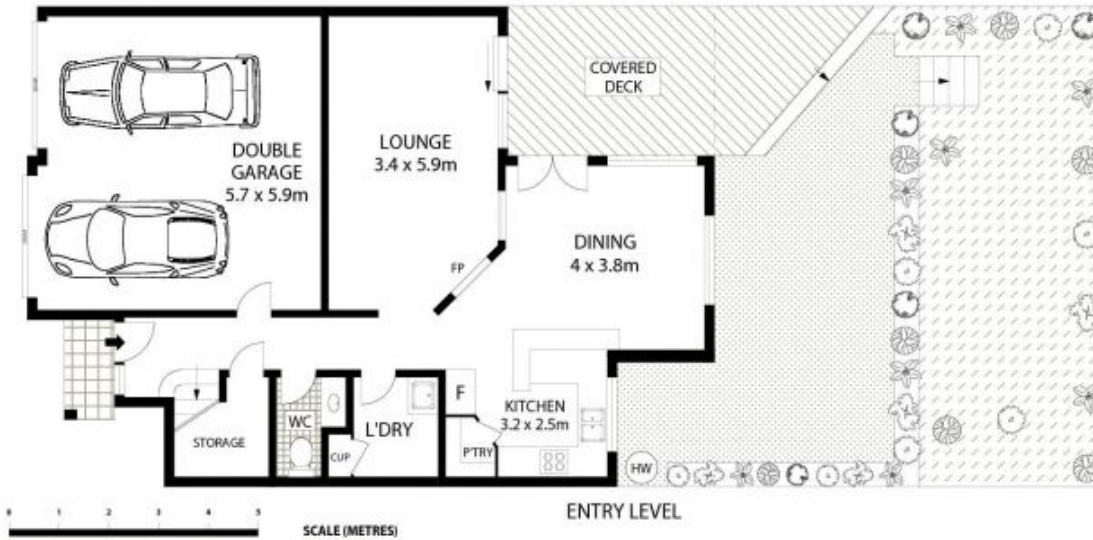 COVERED
DECK
LOUNGE
3.4 x 5.9m
DOUBLE
GARAGE
5.7 x 5.9m
DINING
4 x 3.8m
FP
F
KITCHEN
3.2 x 2.5m
WC
L'DRY
STORAGE
CUP
P'TRY
HW
ENTRY LEVEL
0 1 2 3 4 5
SCALE (METRES)